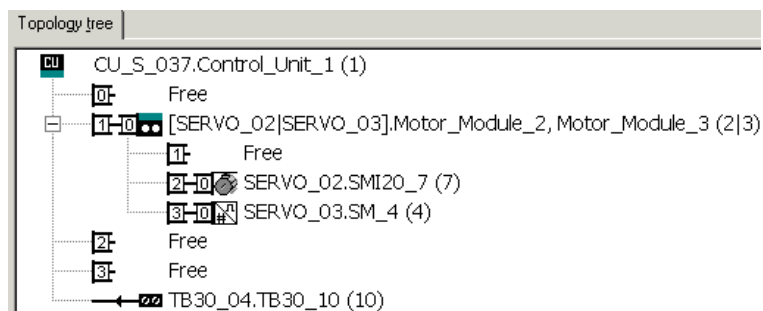 Topology tree
CU CU_S_037.Control_Unit_1 (1)
0 Free
1 0 [SERVO_02|SERVO_03].Motor_Module_2, Motor_Module_3 (2|3)
1 Free
2 0 SERVO_02.SMI20_7 (7)
3 0 # SERVO_03.SM_4 (4)
2 Free
3 Free
TB30_04.TB30_10 (10)